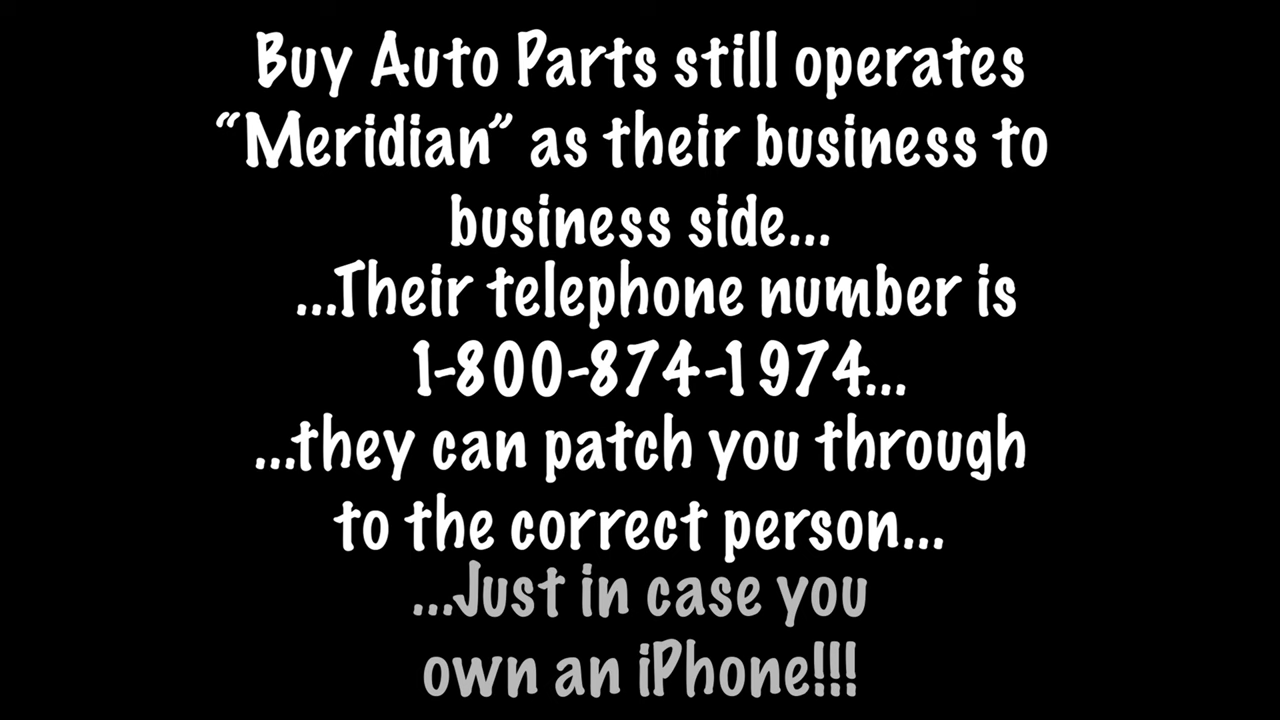 Buy Auto Parts still operates
“Meridian” as their business to
business side...
...Their telephone number is
1-800-874-1974...
...they can patch you through
to the correct person...
...Just in case you
own an iPhone!!!